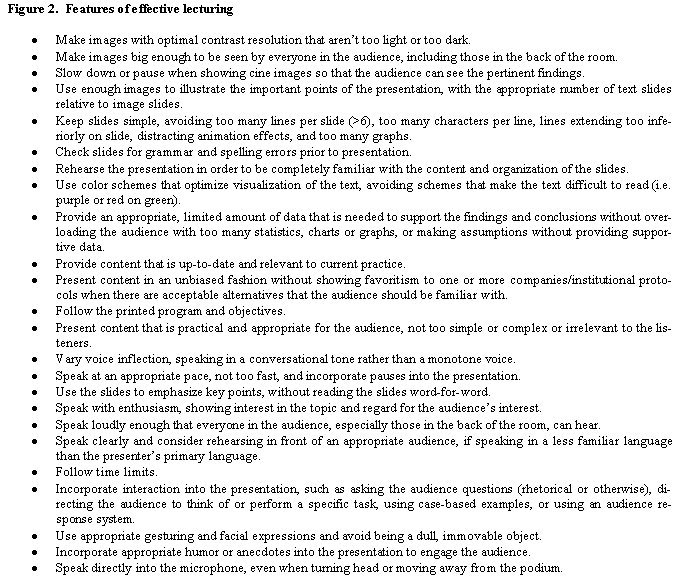 Figure 2. Features of effective lecturing
• Make images with optimal contrast resolution that aren't too light or too dark.
• Make images big enough to be seen by everyone in the audience, including those in the back of the room.
• Slow down or pause when showing cine images so that the audience can see the pertinent findings.
• Use enough images to illustrate the important points of the presentation, with the appropriate number of text slides
relative to image slides.
• Keep slides simple, avoiding too many lines per slide (>6), too many characters per line, lines extending too infe-
riorly on slide, distracting animation effects, and too many graphs.
• Check slides for grammar and spelling errors prior to presentation.
• Rehearse the presentation in order to be completely familiar with the content and organization of the slides.
• Use color schemes that optimize visualization of the text, avoiding schemes that make the text difficult to read (i.e.
purple or red on green).
• Provide an appropriate, limited amount of data that is needed to support the findings and conclusions without over-
loading the audience with too many statistics, charts or graphs, or making assumptions without providing suppor-
tive data.
• Provide content that is up-to-date and relevant to current practice.
• Present content in an unbiased fashion without showing favoritism to one or more companies/institutional proto-
cols when there are acceptable alternatives that the audience should be familiar with.
• Follow the printed program and objectives.
• Present content that is practical and appropriate for the audience, not too simple or complex or irrelevant to the lis-
teners.
• Vary voice inflection, speaking in a conversational tone rather than a monotone voice.
• Speak at an appropriate pace, not too fast, and incorporate pauses into the presentation.
• Use the slides to emphasize key points, without reading the slides word-for-word.
• Speak with enthusiasm, showing interest in the topic and regard for the audience's interest.
• Speak loudly enough that everyone in the audience, especially those in the back of the room, can hear.
• Speak clearly and consider rehearsing in front of an appropriate audience, if speaking in a less familiar language
than the presenter's primary language.
• Follow time limits.
• Incorporate interaction into the presentation, such as asking the audience questions (rhetorical or otherwise), di-
recting the audience to think of or perform a specific task, using case-based examples, or using an audience re-
sponse system.
• Use appropriate gesturing and facial expressions and avoid being a dull, immovable object.
• Incorporate appropriate humor or anecdotes into the presentation to engage the audience.
• Speak directly into the microphone, even when turning head or moving away from the podium.